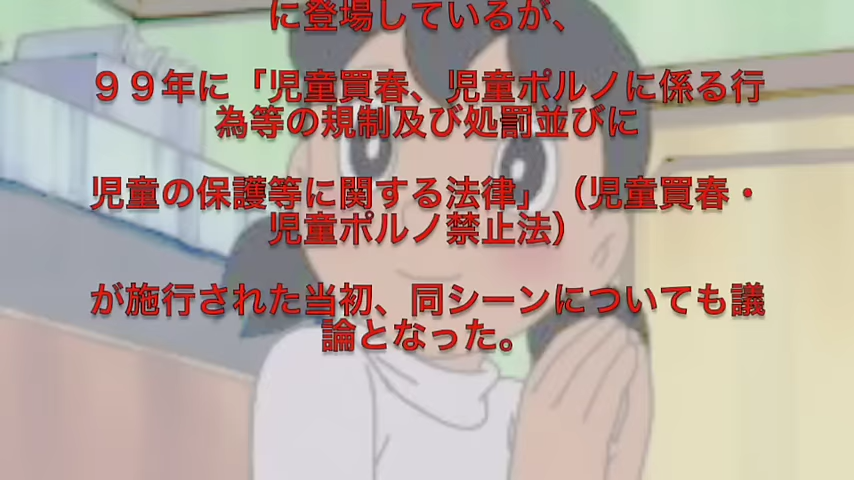 に登場しているが、
９９年に「児童買春、児童ポルノに係る行
為等の規制及び処罰並びに
児童の保護等に関する法律」（児童買春・
児童ポルノ禁止法）
が施行された当初、同シーンについても議
論となった。